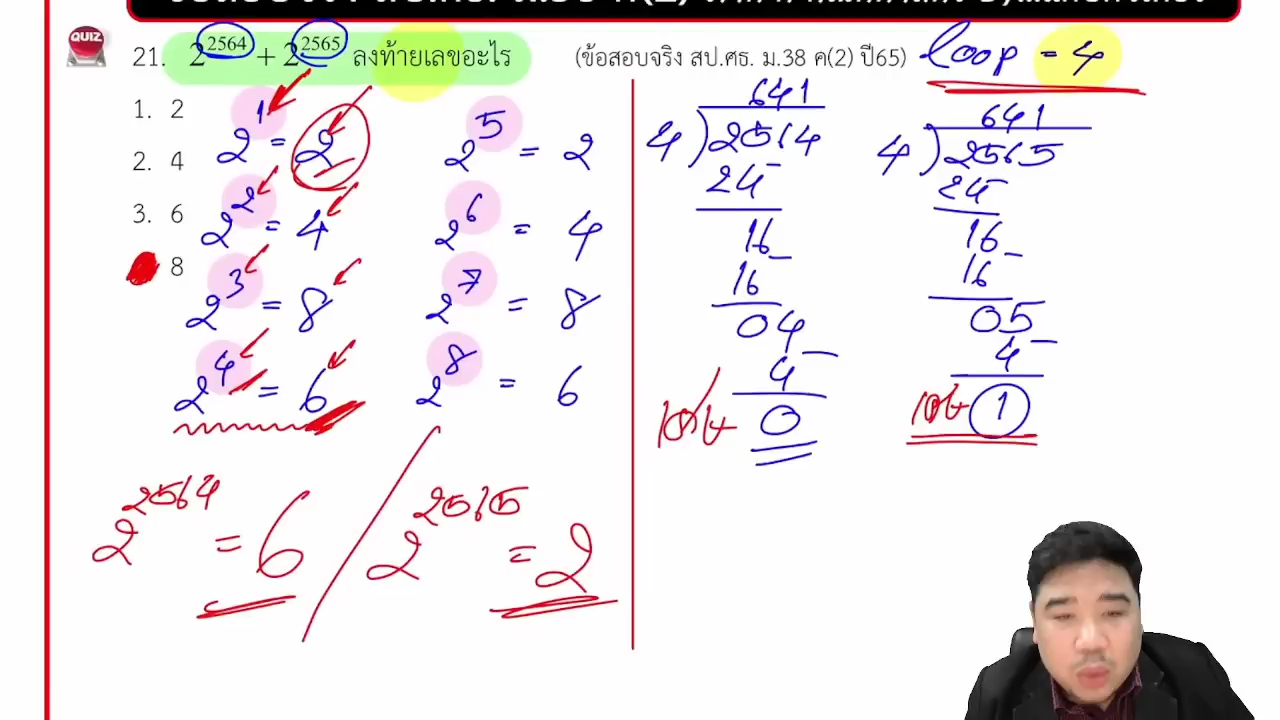 QUIZ
21. 2^2564 + 2^2565 ลงท้ายเลขอะไร (ข้อสอบจริง สป.ศธ. ม.38 ค(2) ปี65) loop = 4
1. 2
2. 4
3. 6
8
2^1 = 2
2^2 = 4
2^3 = 8
2^4 = 6
2^5 = 2
2^6 = 4
2^7 = 8
2^8 = 6
2^2564 = 6 / 2^2565 = 2
641
4)2564
24
16
16
04
4
0
641
4)2565
24
16
16
05
4
1